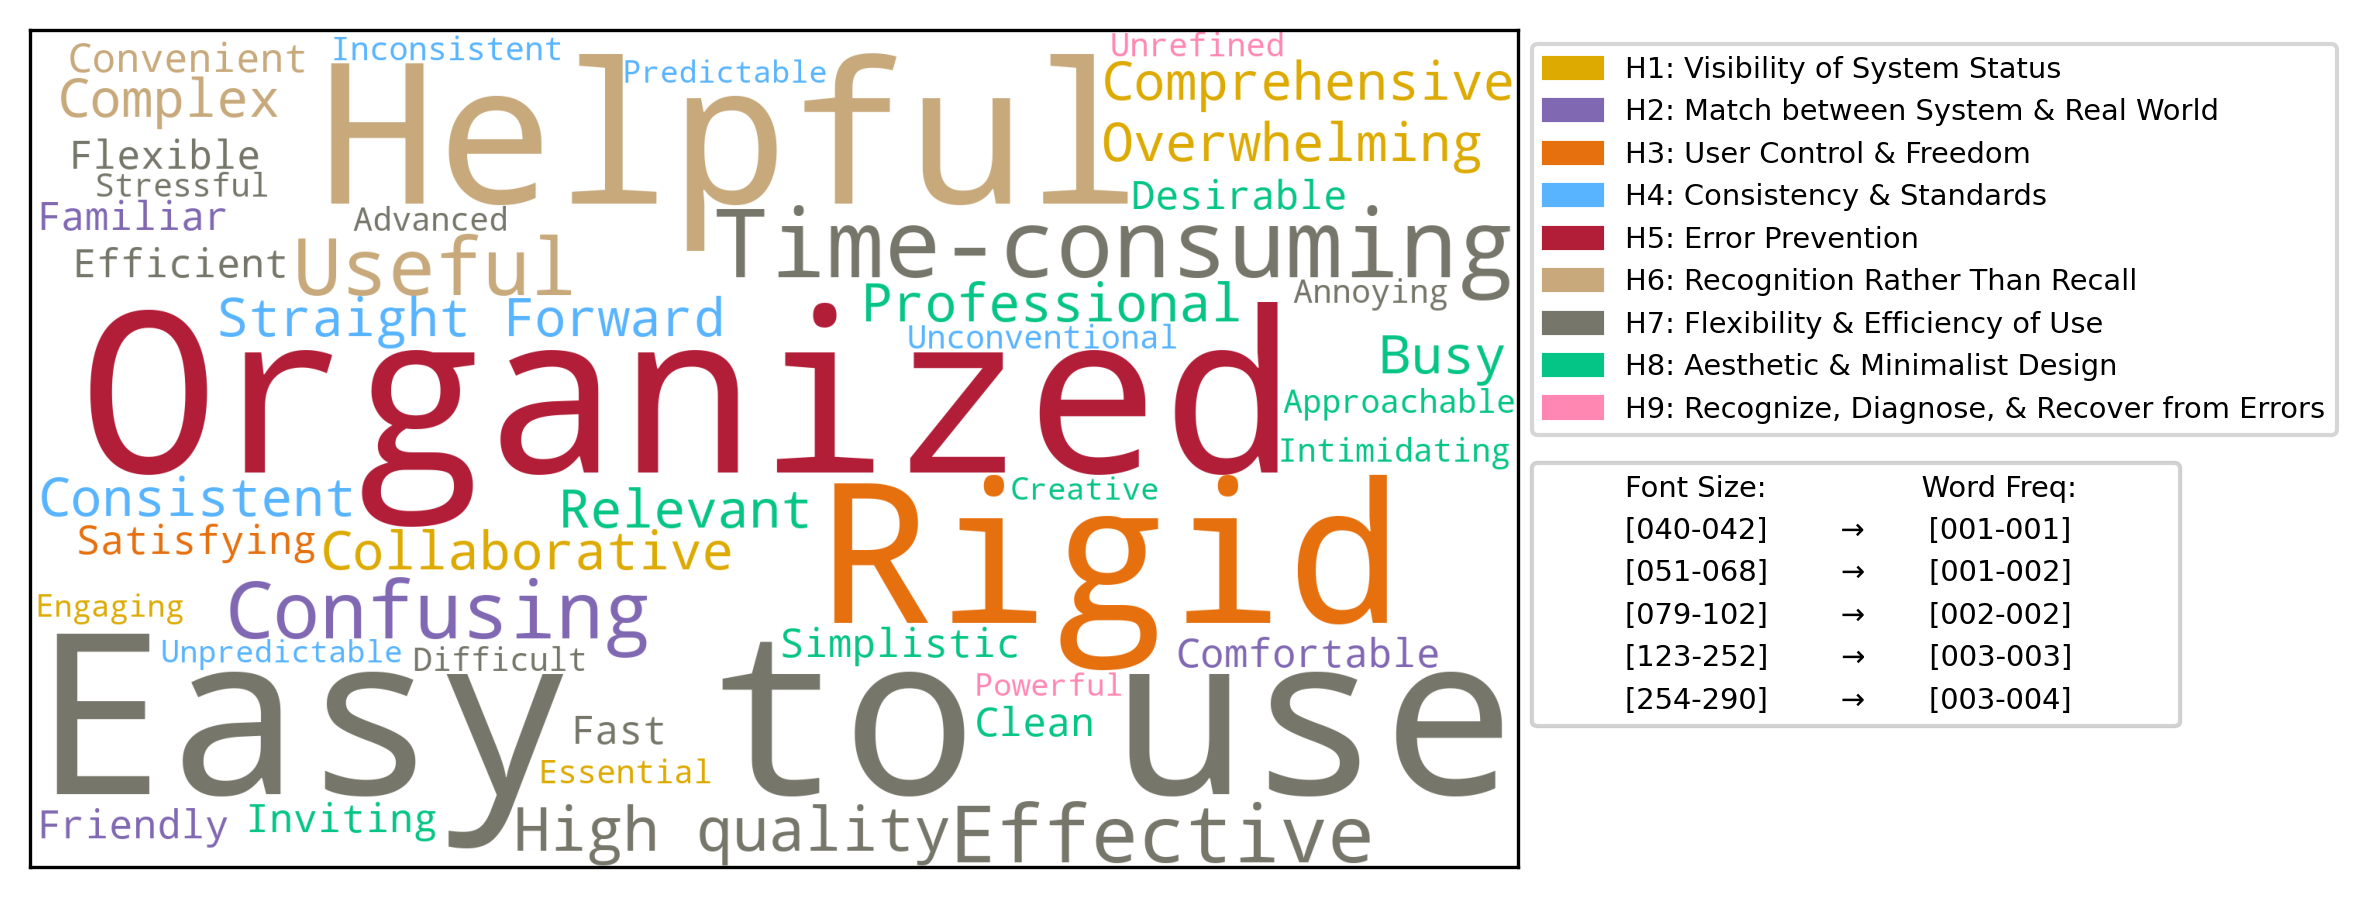 Convenient
Inconsistent
Predictable
Unrefined
Complex
Helpful
Comprehensive
Overwhelming
Flexible
Stressful
Familiar
Advanced
Desirable
Efficient
Useful
Time-consuming
Straight Forward
Professional
Annoying
Unconventional
Organized
Busy
Approachable
Intimidating
Consistent
Relevant
Creative
Rigid
Satisfying
Collaborative
Engaging
Confusing
Unpredictable
Difficult
Simplistic
Comfortable
Easy to use
Powerful
Fast
Clean
Essential
Friendly
Inviting
High quality
Effective
H1: Visibility of System Status
H2: Match between System & Real World
H3: User Control & Freedom
H4: Consistency & Standards
H5: Error Prevention
H6: Recognition Rather Than Recall
H7: Flexibility & Efficiency of Use
H8: Aesthetic & Minimalist Design
H9: Recognize, Diagnose, & Recover from Errors
Font Size: Word Freq:
[040-042] → [001-001]
[051-068] → [001-002]
[079-102] → [002-002]
[123-252] → [003-003]
[254-290] → [003-004]